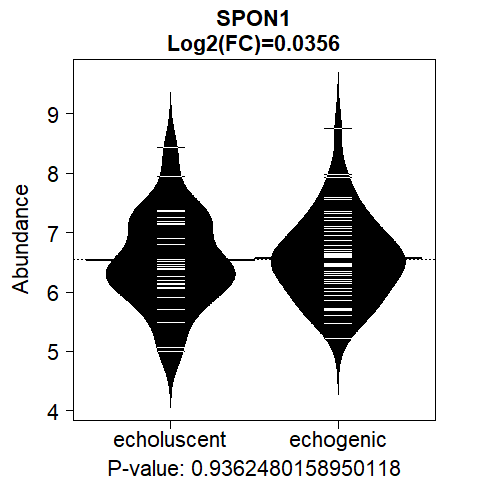 SPON1
Log2(FC)=0.0356
Abundance
9
8
7
6
5
4
echoluscent echogenic
P-value: 0.9362480158950118